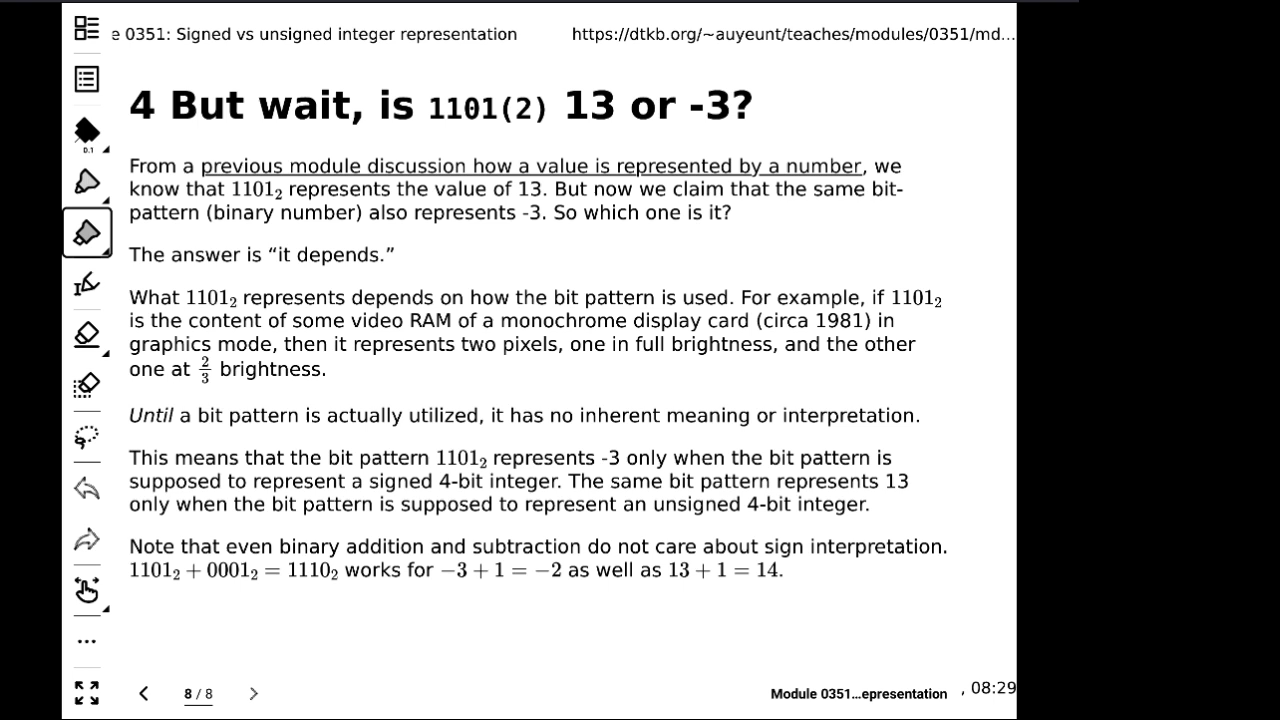 e 0351: Signed vs unsigned integer representation https://dtkb.org/~auyeunt/teaches/modules/0351/md...
4 But wait, is 1101(2) 13 or -3?
From a previous module discussion how a value is represented by a number, we
know that 1101₂ represents the value of 13. But now we claim that the same bit-
pattern (binary number) also represents -3. So which one is it?
The answer is “it depends.”
What 1101₂ represents depends on how the bit pattern is used. For example, if 1101₂
is the content of some video RAM of a monochrome display card (circa 1981) in
graphics mode, then it represents two pixels, one in full brightness, and the other
one at 2/3 brightness.
Until a bit pattern is actually utilized, it has no inherent meaning or interpretation.
This means that the bit pattern 1101₂ represents -3 only when the bit pattern is
supposed to represent a signed 4-bit integer. The same bit pattern represents 13
only when the bit pattern is supposed to represent an unsigned 4-bit integer.
Note that even binary addition and subtraction do not care about sign interpretation.
1101₂ + 0001₂ = 1110₂ works for −3 + 1 = −2 as well as 13 + 1 = 14.
0.1
8 / 8 Module 0351...epresentation , 08:29